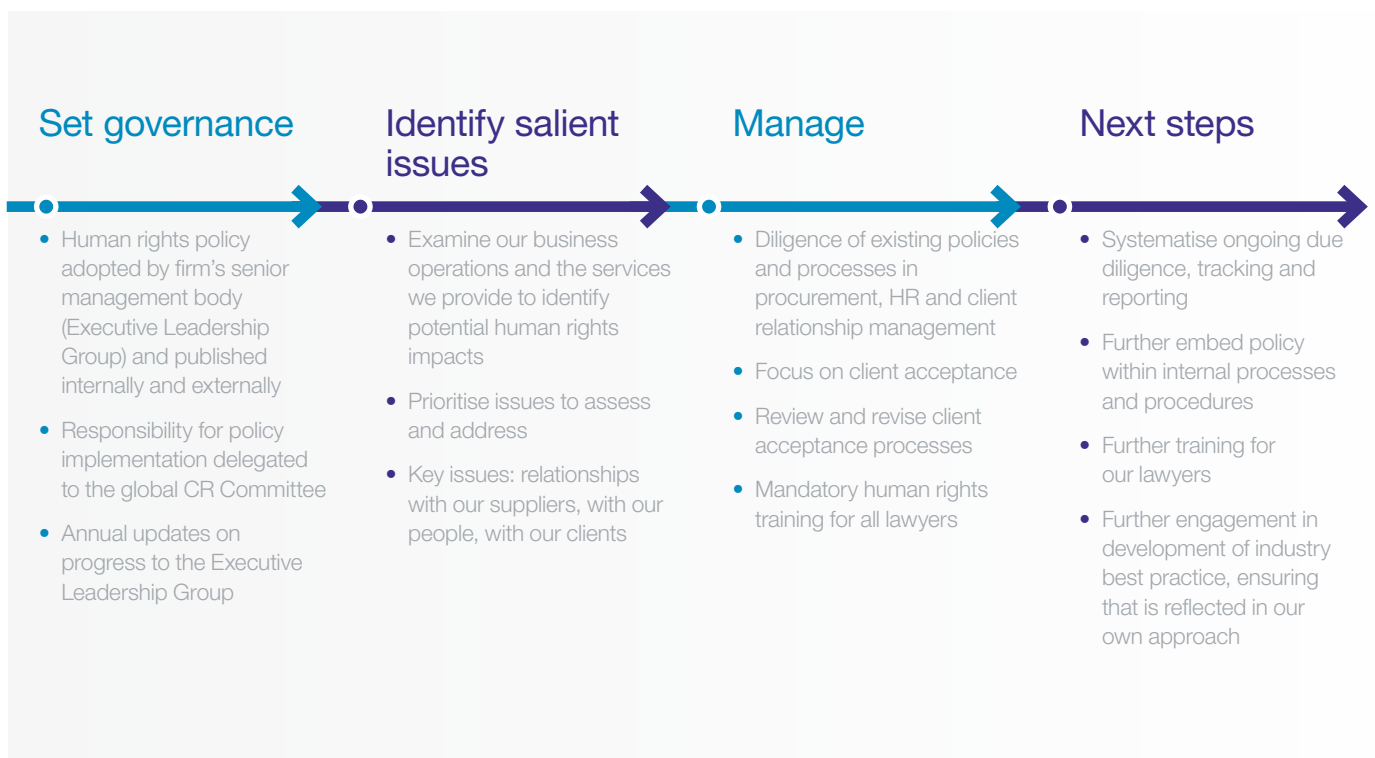 Set governance
• Human rights policy
adopted by firm's senior
management body
(Executive Leadership
Group) and published
internally and externally
• Responsibility for policy
implementation delegated
to the global CR Committee
• Annual updates on
progress to the Executive
Leadership Group
Identify salient
issues
• Examine our business
operations and the services
we provide to identify
potential human rights
impacts
• Prioritise issues to assess
and address
• Key issues: relationships
with our suppliers, with our
people, with our clients
Manage
• Diligence of existing policies
and processes in
procurement, HR and client
relationship management
• Focus on client acceptance
• Review and revise client
acceptance processes
• Mandatory human rights
training for all lawyers
Next steps
• Systematise ongoing due
diligence, tracking and
reporting
• Further embed policy
within internal processes
and procedures
• Further training for
our lawyers
• Further engagement in
development of industry
best practice, ensuring
that is reflected in our
own approach